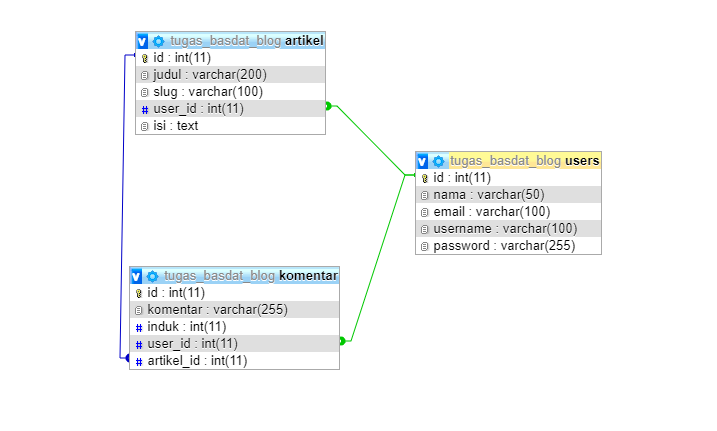 tugas_basdat_blog artikel
id : int(11)
judul : varchar(200)
slug : varchar(100)
# user_id : int(11)
isi : text
tugas_basdat_blog users
id : int(11)
nama : varchar(50)
email : varchar(100)
username : varchar(100)
password : varchar(255)
tugas_basdat_blog komentar
id : int(11)
komentar : varchar(255)
# induk : int(11)
# user_id : int(11)
# artikel_id : int(11)